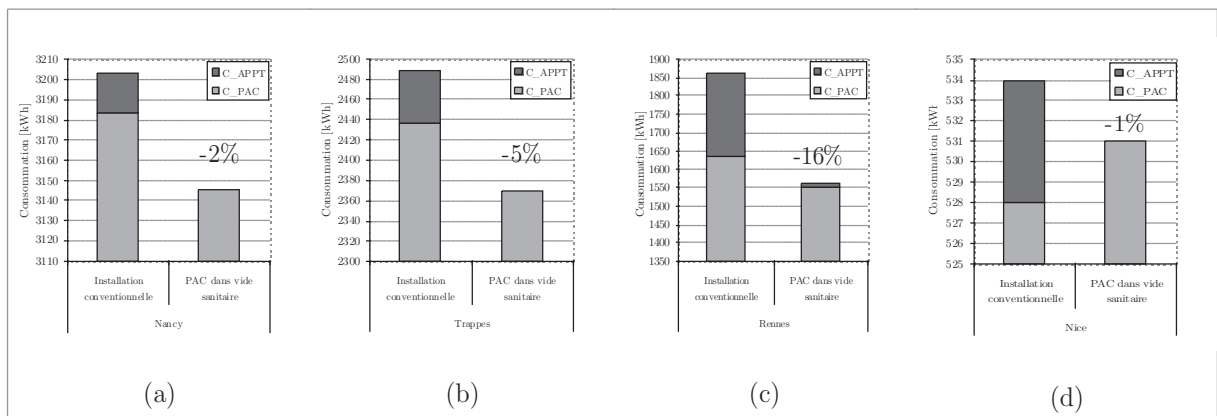 3210
3200
3190
3180
3170
3160
3150
3140
3130
3120
3110
Consommation [kWh]
C_APPT
C_PAC
-2%
Installation
conventionnelle
PAC dans vide
sanitaire
Nancy
(a)
2500
2480
2460
2440
2420
2400
2380
2360
2340
2320
2300
Consommation [kWh]
C_APPT
C_PAC
-5%
Installation
conventionnelle
PAC dans vide
sanitaire
Trappes
(b)
1900
1850
1800
1750
1700
1650
1600
1550
1500
1450
1400
1350
Consommation [kWh]
C_APPT
C_PAC
-16%
Installation
conventionnelle
PAC dans vide
sanitaire
Rennes
(c)
535
534
533
532
531
530
529
528
527
526
525
Consommation [kWl
C_APPT
C_PAC
-1%
Installation
conventionnelle
PAC dans vide
sanitaire
Nice
(d)